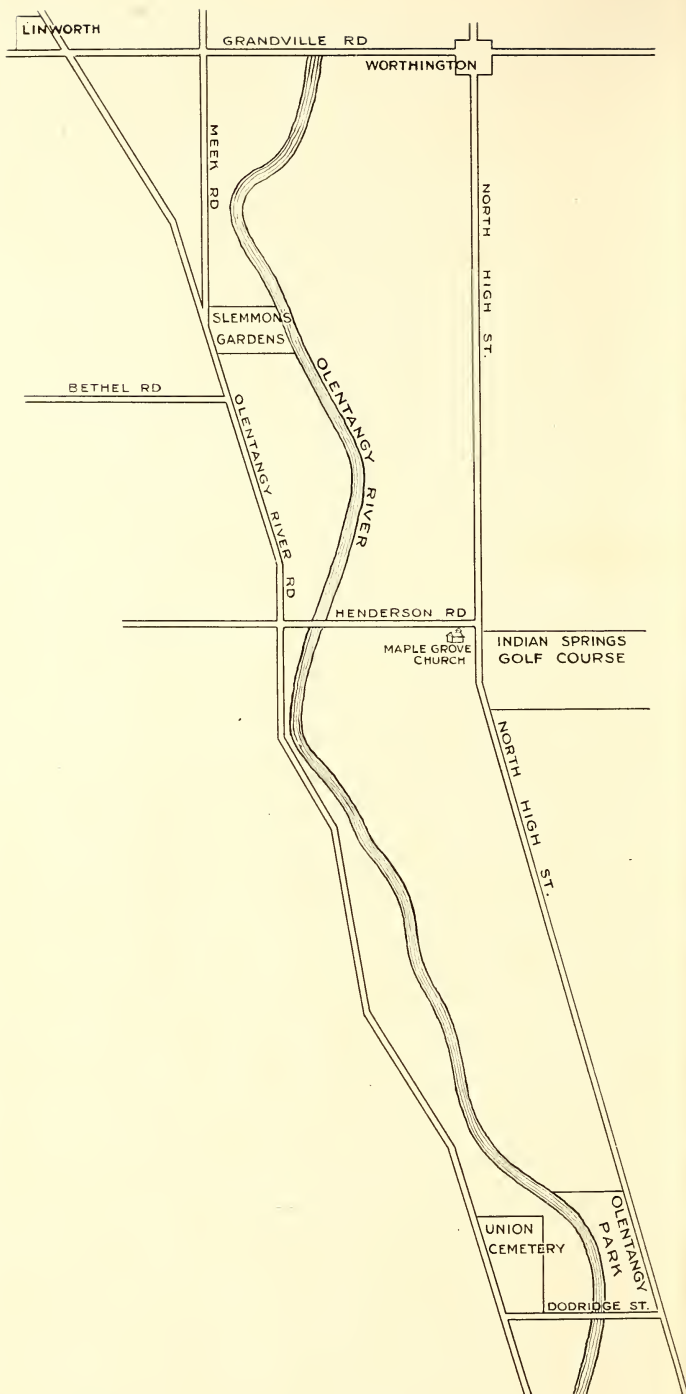 LINWORTH
GRANDVILLE RD
WORTHINGTON
MEEK RD
NORTH HIGH ST.
SLEMMONS
GARDENS
OLENTANGY RIVER
BETHEL RD
OLENTANGY RIVER RD
HENDERSON RD
MAPLE GROVE
CHURCH
INDIAN SPRINGS
GOLF COURSE
NORTH HIGH ST.
OLENTANGY
PARK
UNION
CEMETERY
DODRIDGE ST.